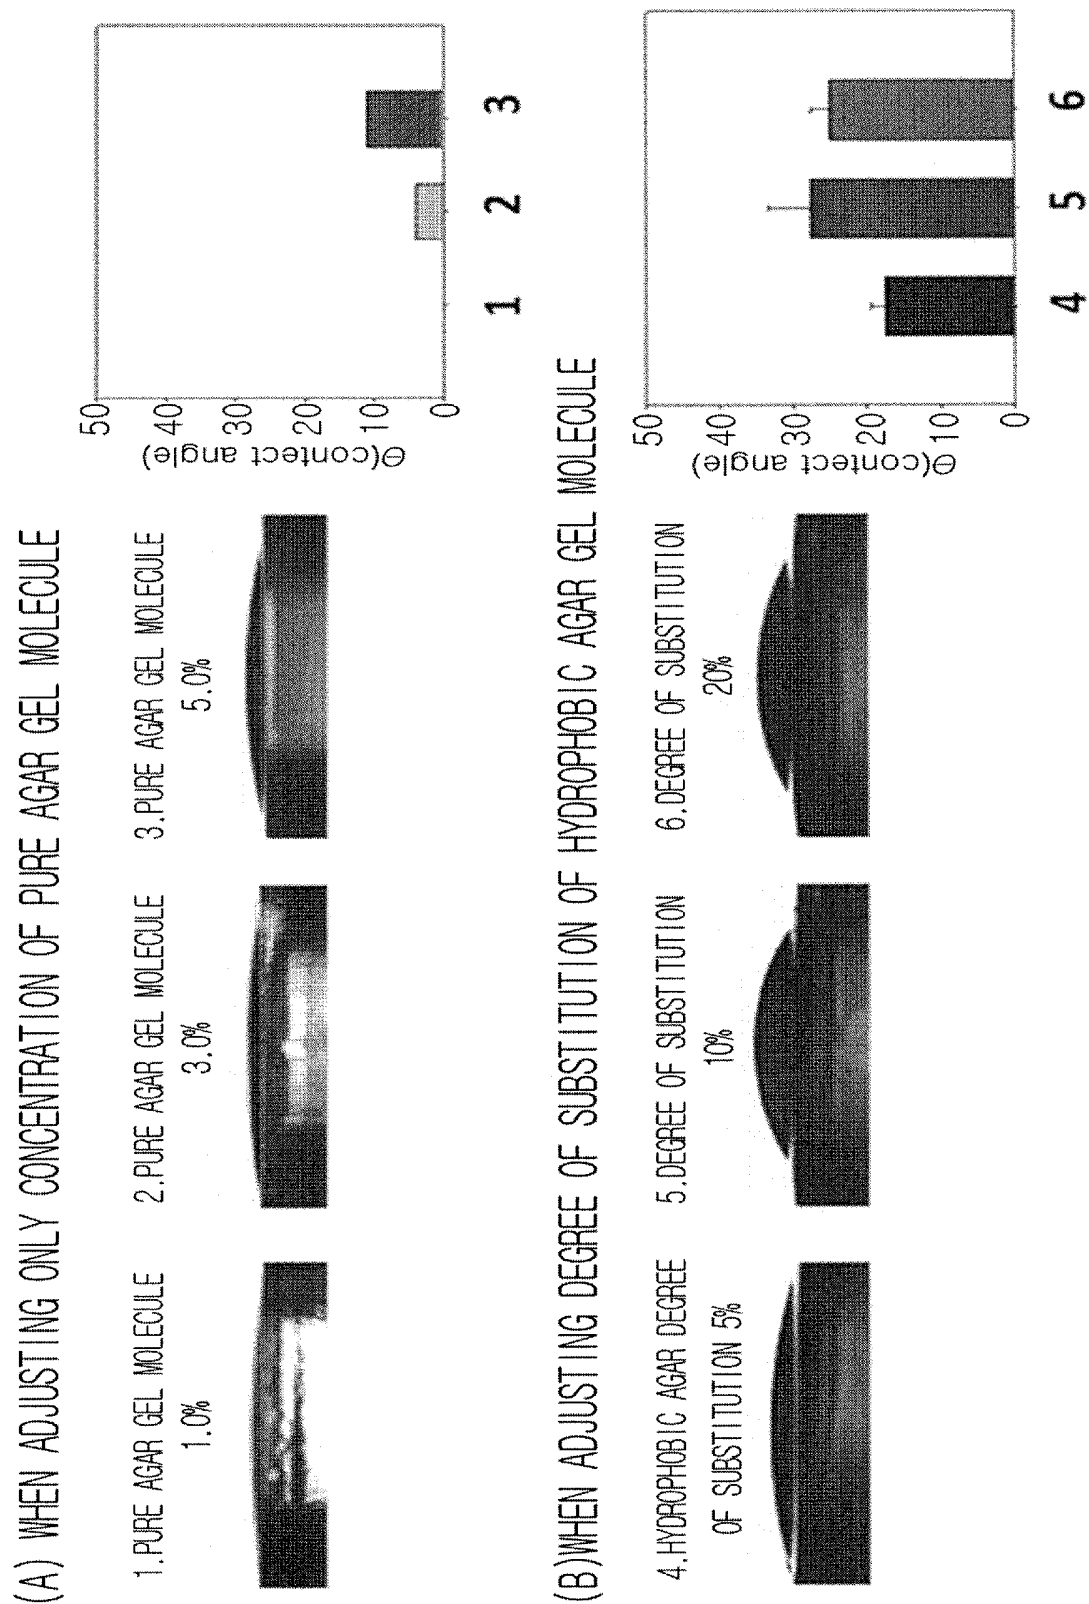 (A) WHEN ADJUSTING ONLY CONCENTRATION OF PURE AGAR GEL MOLECULE
1.PURE AGAR GEL MOLECULE
1.0%
2.PURE AGAR GEL MOLECULE
3.0%
3.PURE AGAR GEL MOLECULE
5.0%
Θ(contect angle)
50
40
30
20
10
0
1 2 3
(B)WHEN ADJUSTING DEGREE OF SUBSTITUTION OF HYDROPHOBIC AGAR GEL MOLECULE
4.HYDROPHOBIC AGAR DEGREE
OF SUBSTITUTION 5%
5.DEGREE OF SUBSTITUTION
10%
6.DEGREE OF SUBSTITUTION
20%
Θ(contect angle)
50
40
30
20
10
0
4 5 6